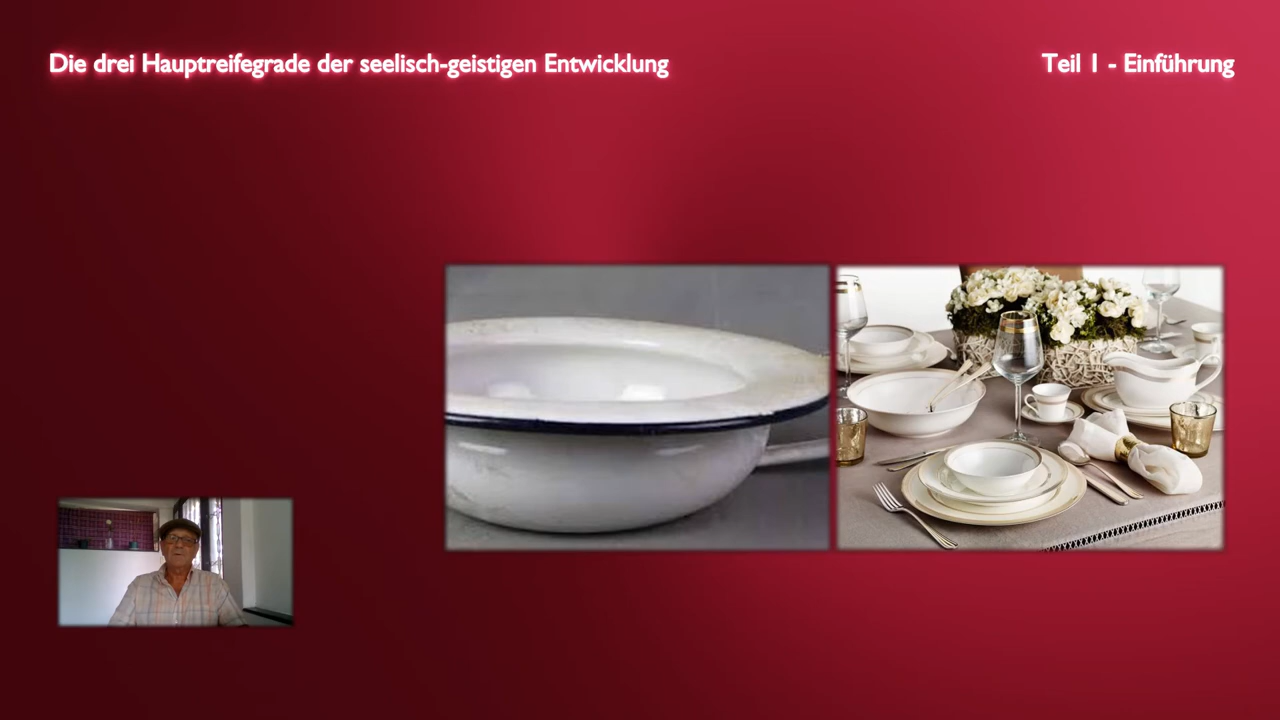 Die drei Hauptreifegrade der seelisch-geistigen Entwicklung
Teil 1 - Einführung